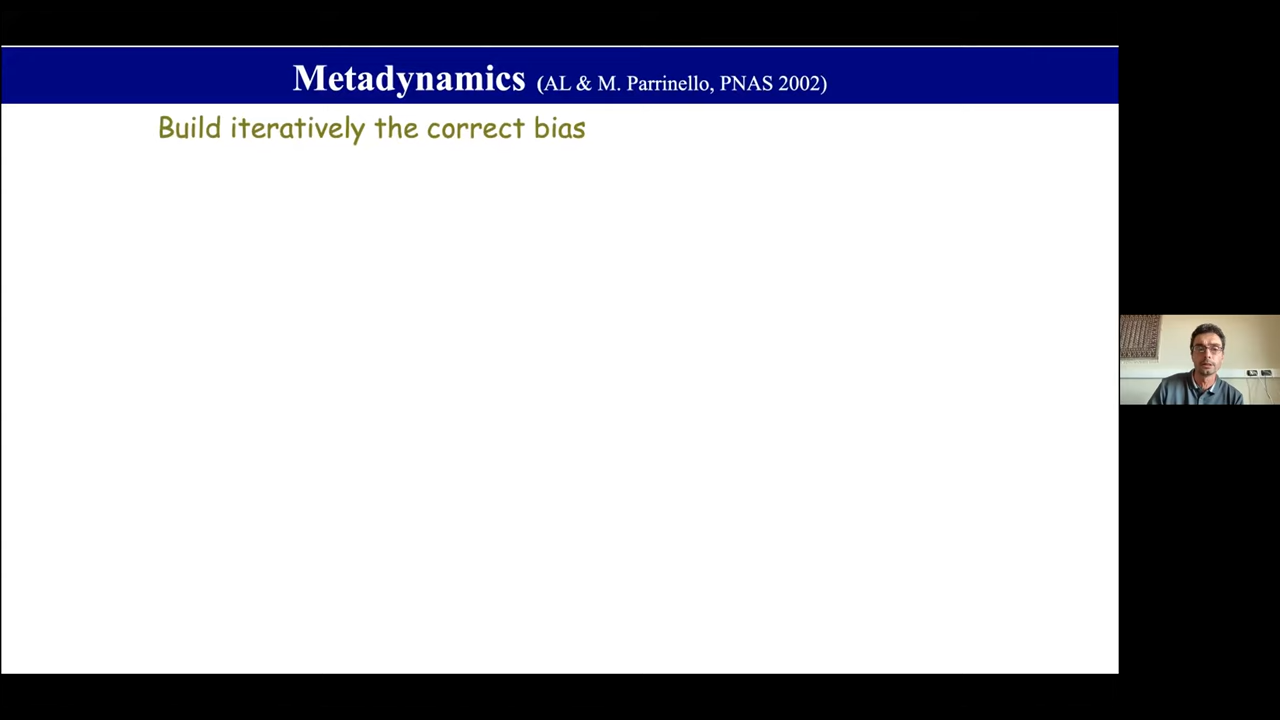 Metadynamics (AL & M. Parrinello, PNAS 2002)
Build iteratively the correct bias